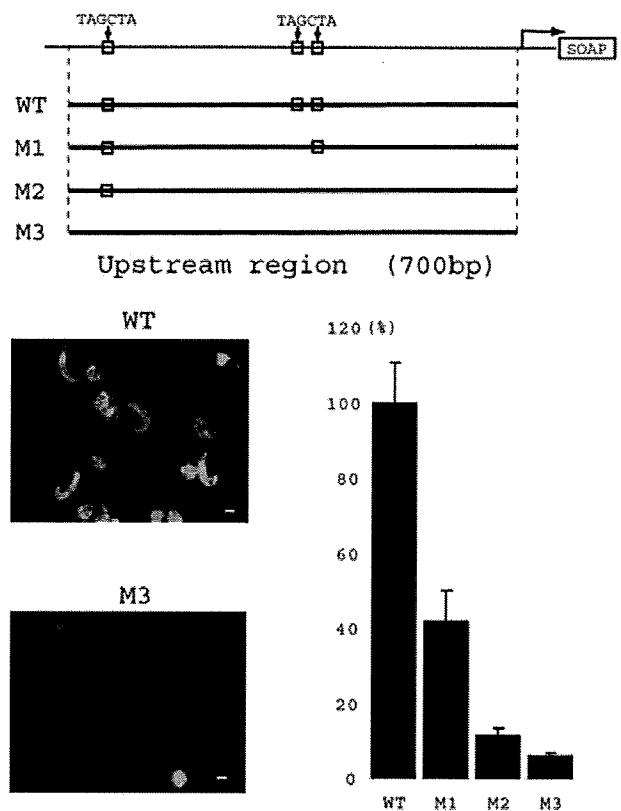 TAGCTA TAGCTA
SOAP
WT
M1
M2
M3
Upstream region (700bp)
WT
M3
120 (%)
100
80
60
40
20
0
WT M1 M2 M3